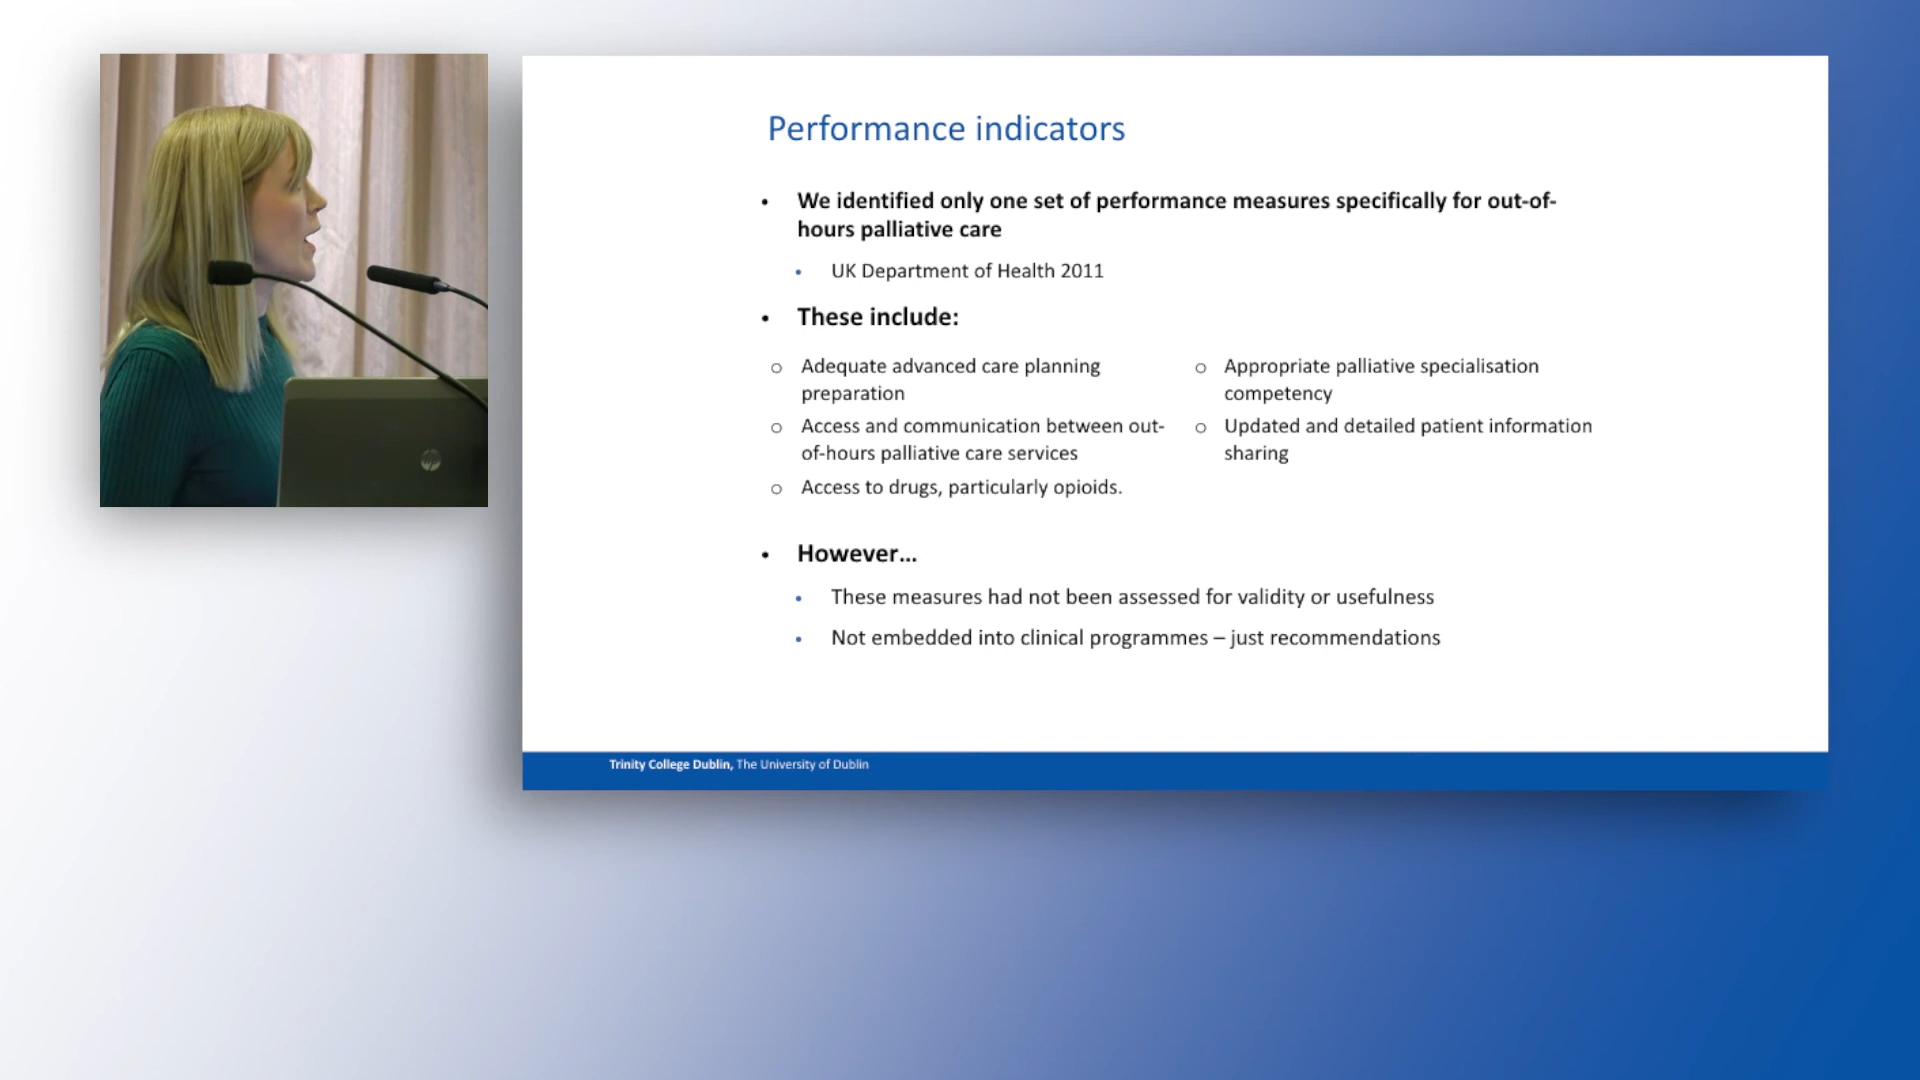 Performance indicators
• We identified only one set of performance measures specifically for out-of-
hours palliative care
• UK Department of Health 2011
• These include:
o Adequate advanced care planning
preparation
o Access and communication between out-
of-hours palliative care services
o Access to drugs, particularly opioids.
o Appropriate palliative specialisation
competency
o Updated and detailed patient information
sharing
• However...
• These measures had not been assessed for validity or usefulness
• Not embedded into clinical programmes – just recommendations
Trinity College Dublin, The University of Dublin
hp